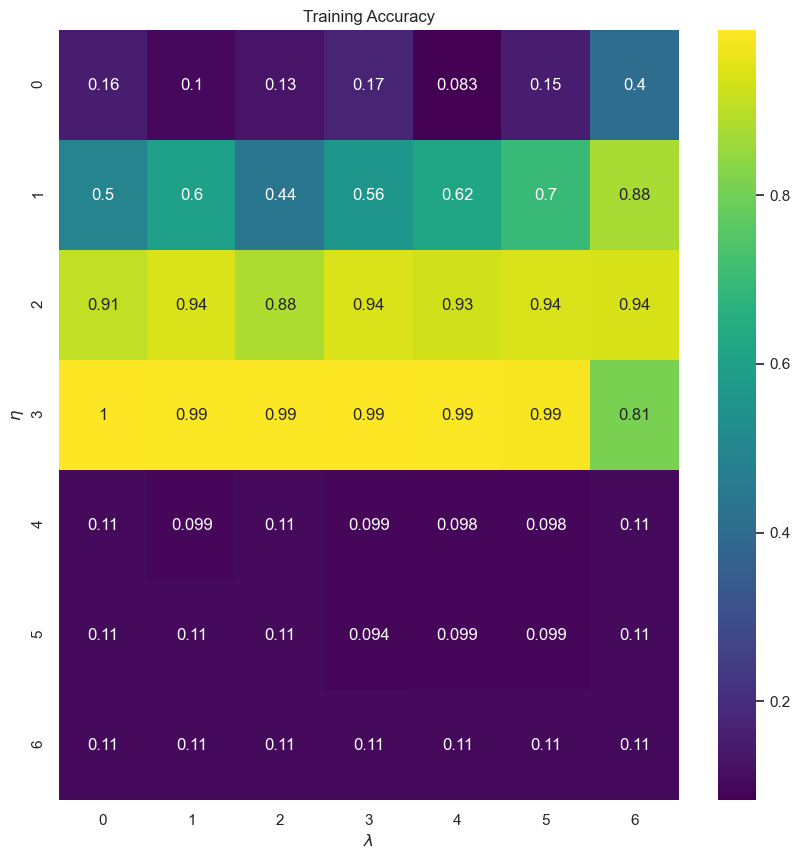 Training Accuracy
0 0.16 0.1 0.13 0.17 0.083 0.15 0.4
1 0.5 0.6 0.44 0.56 0.62 0.7 0.88 0.8
2 0.91 0.94 0.88 0.94 0.93 0.94 0.94
0.6
η 3 1 0.99 0.99 0.99 0.99 0.99 0.81
4 0.11 0.099 0.11 0.099 0.098 0.098 0.11
0.4
5 0.11 0.11 0.11 0.094 0.099 0.099 0.11
0.2
6 0.11 0.11 0.11 0.11 0.11 0.11 0.11
0 1 2 3 4 5 6
λ